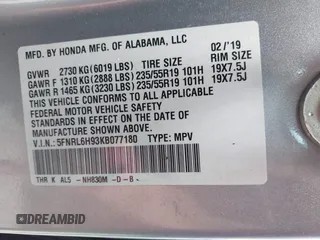 MFD. BY HONDA MFG. OF ALABAMA, LLC 02/'19
GVWR 2730 KG (6019 LBS) TIRE SIZE RIM SIZE
GAWR F 1310 KG (2888 LBS) 235/55R19 101H 19X7.5J
GAWR R 1465 KG (3230 LBS) 235/55R19 101H 19X7.5J
THIS VEHICLE CONFORMS TO ALL APPLICABLE
FEDERAL MOTOR VEHICLE SAFETY AND THEFT PREVENTION
STANDARDS IN EFFECT ON THE DATE OF MANUFACTURE SHOWN ABOVE.
V.I.N.: 5FNRL6H93KB077180 TYPE: MPV
THR K AL5 - NH830M -D-B-
DREAMBID